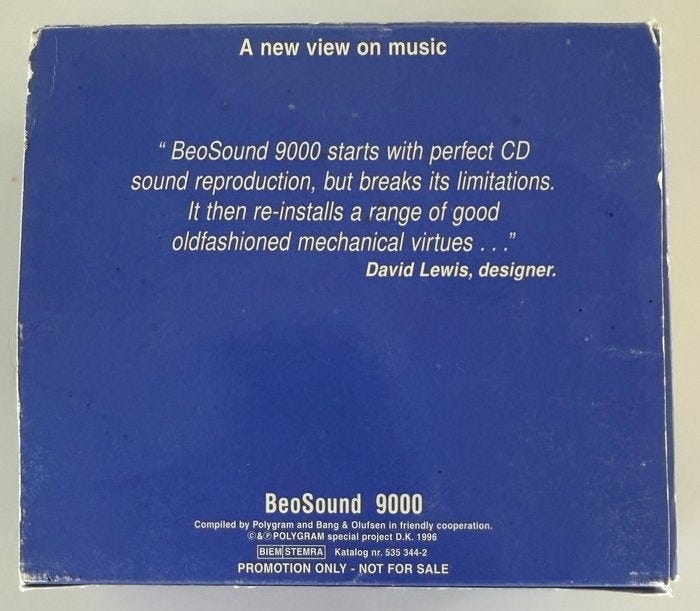 A new view on music
“ BeoSound 9000 starts with perfect CD
sound reproduction, but breaks its limitations.
It then re-installs a range of good
oldfashioned mechanical virtues . . .”
David Lewis, designer.
BeoSound 9000
Compiled by Polygram and Bang & Olufsen in friendly cooperation.
©&℗ POLYGRAM special project D.K. 1996
BIEM STEMRA Katalog nr. 535 344-2
PROMOTION ONLY - NOT FOR SALE